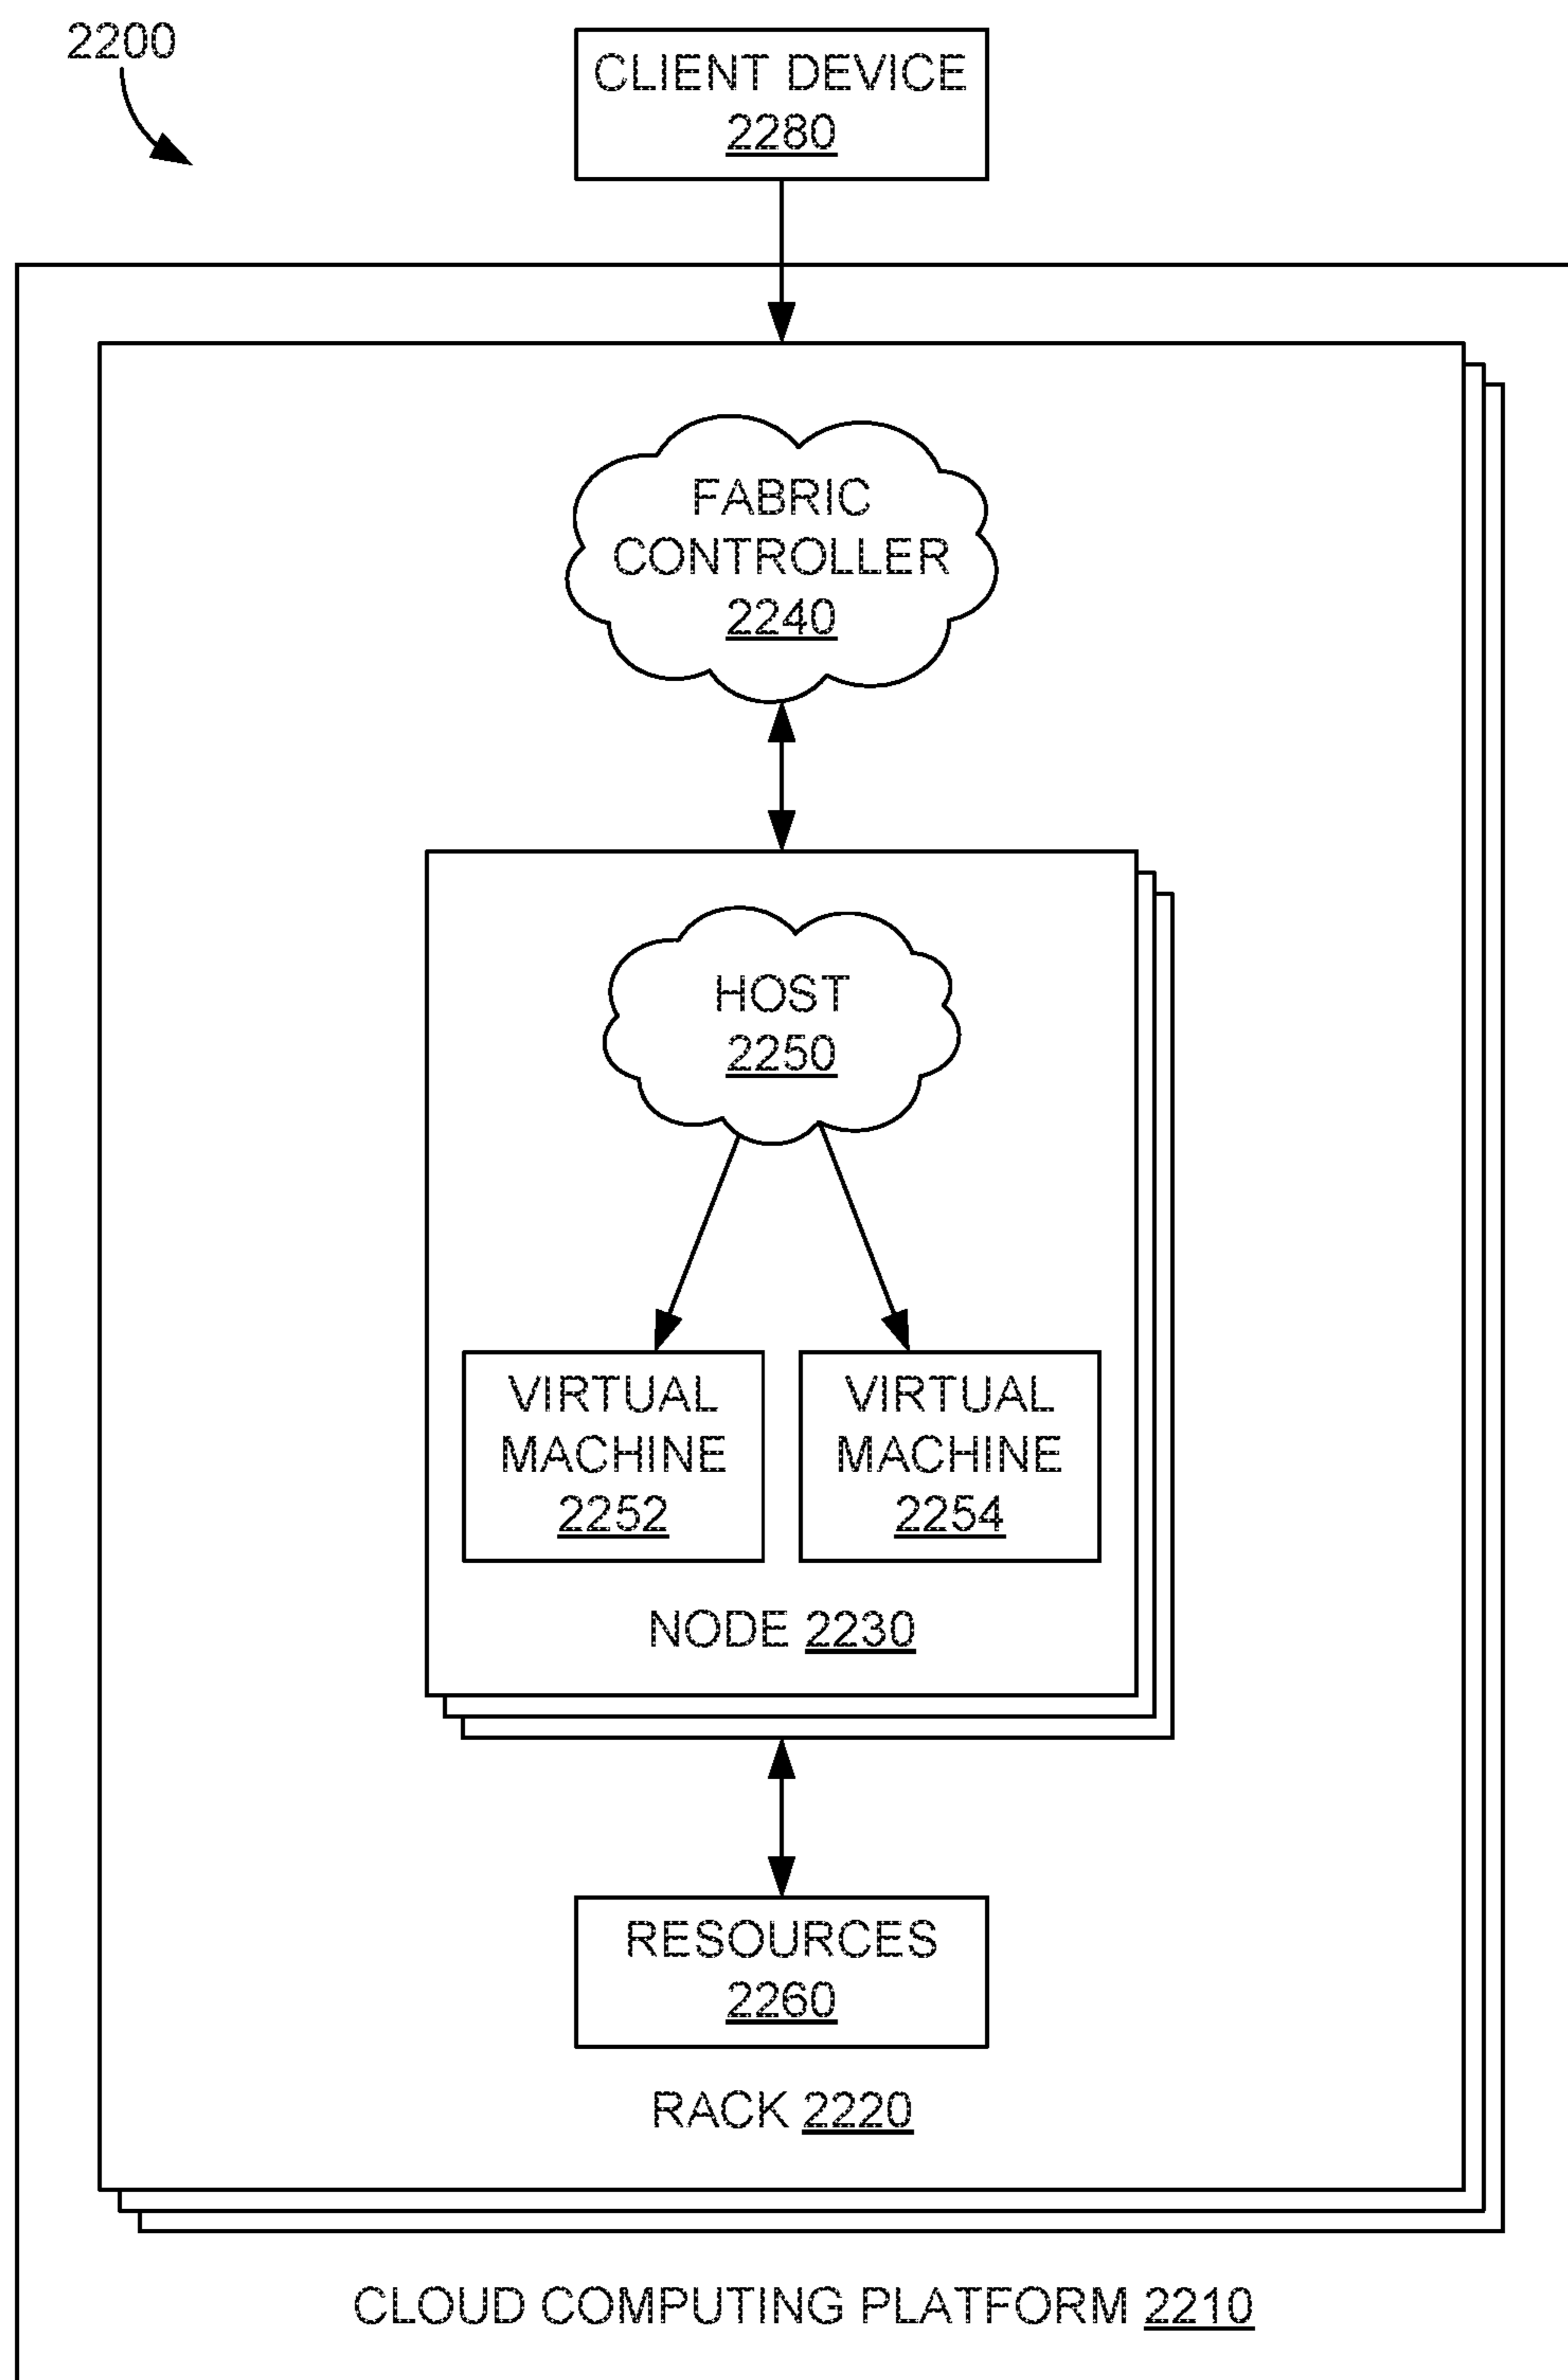 2200
CLIENT DEVICE
2280
FABRIC
CONTROLLER
2240
HOST
2250
VIRTUAL
MACHINE
2252
VIRTUAL
MACHINE
2254
NODE 2230
RESOURCES
2260
RACK 2220
CLOUD COMPUTING PLATFORM 2210